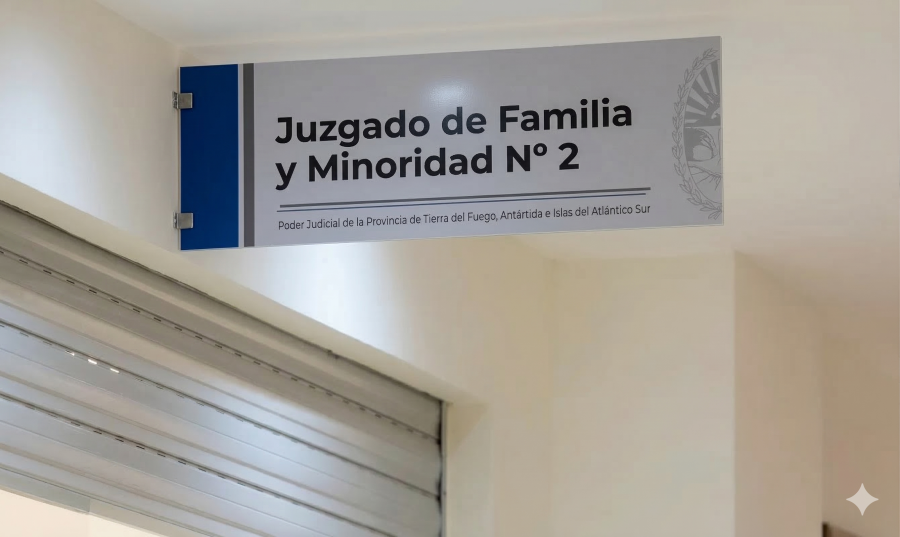 Juzgado de Familia
y Minoridad Nº 2
Poder Judicial de la Provincia de Tierra del Fuego, Antártida e Islas del Atlántico Sur